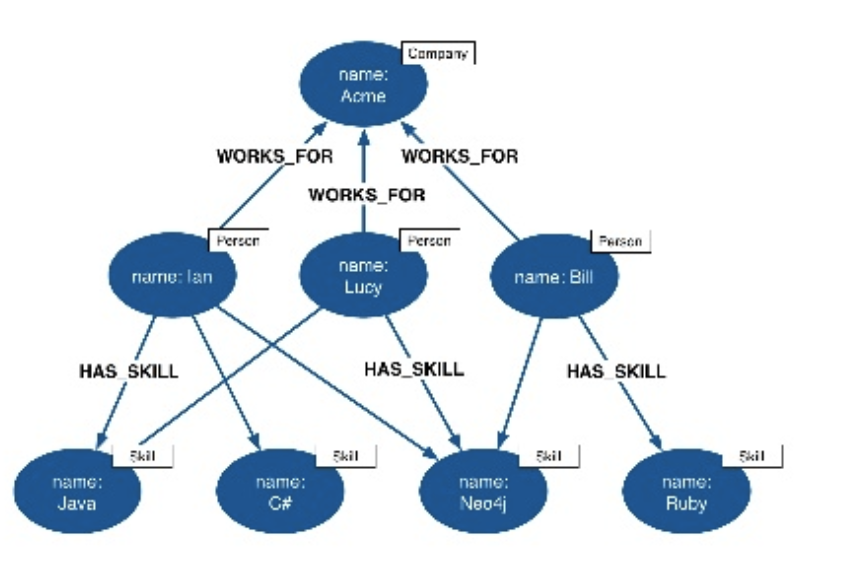 Company
name:
Acme
WORKS_FOR
WORKS_FOR
WORKS_FOR
Person
Person
Person
name: Ian
name:
Lucy
name: Bill
HAS_SKILL
HAS_SKILL
HAS_SKILL
Skill
Skill
Skill
Skill
name:
Java
name:
C#
name:
Neo4j
name:
Ruby